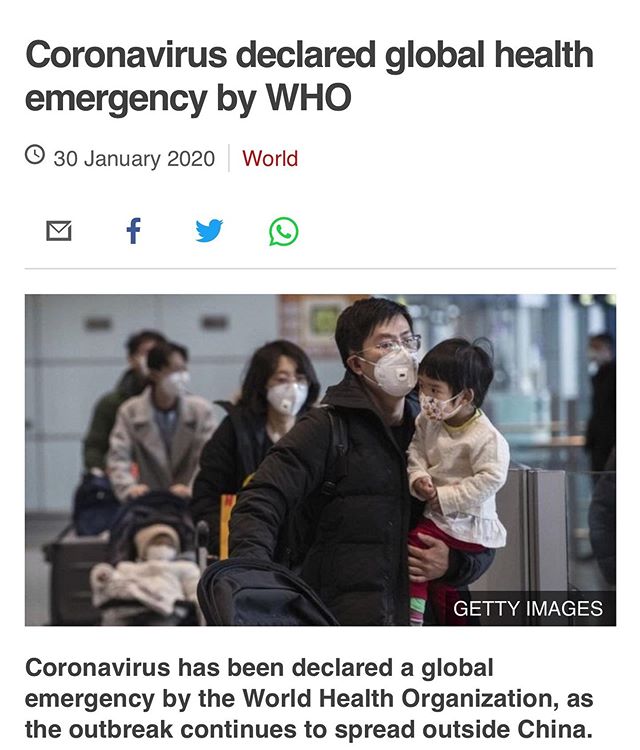 Coronavirus declared global health
emergency by WHO
30 January 2020 World
GETTY IMAGES
Coronavirus has been declared a global
emergency by the World Health Organization, as
the outbreak continues to spread outside China.